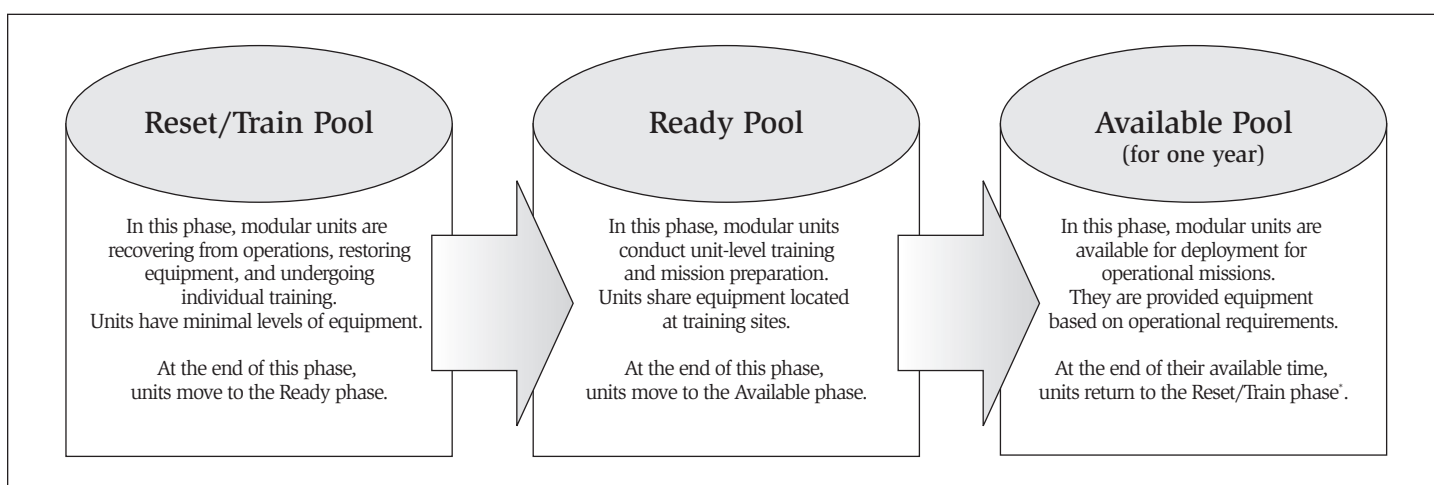 Reset/Train Pool
In this phase, modular units are
recovering from operations, restoring
equipment, and undergoing
individual training.
Units have minimal levels of equipment.
At the end of this phase,
units move to the Ready phase.
Ready Pool
In this phase, modular units
conduct unit-level training
and mission preparation.
Units share equipment located
at training sites.
At the end of this phase,
units move to the Available phase.
Available Pool
(for one year)
In this phase, modular units are
available for deployment for
operational missions.
They are provided equipment
based on operational requirements.
At the end of their available time,
units return to the Reset/Train phase*.